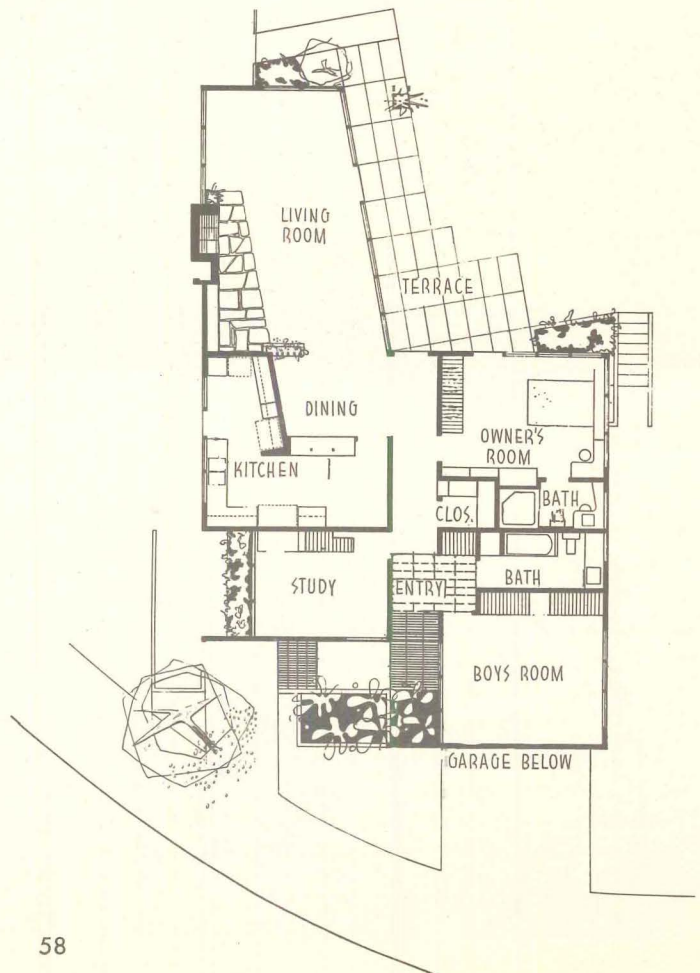 LIVING
ROOM
TERRACE
DINING
OWNER'S
ROOM
KITCHEN
CLOS.
BATH
STUDY
ENTRY
BATH
BOYS ROOM
GARAGE BELOW
58